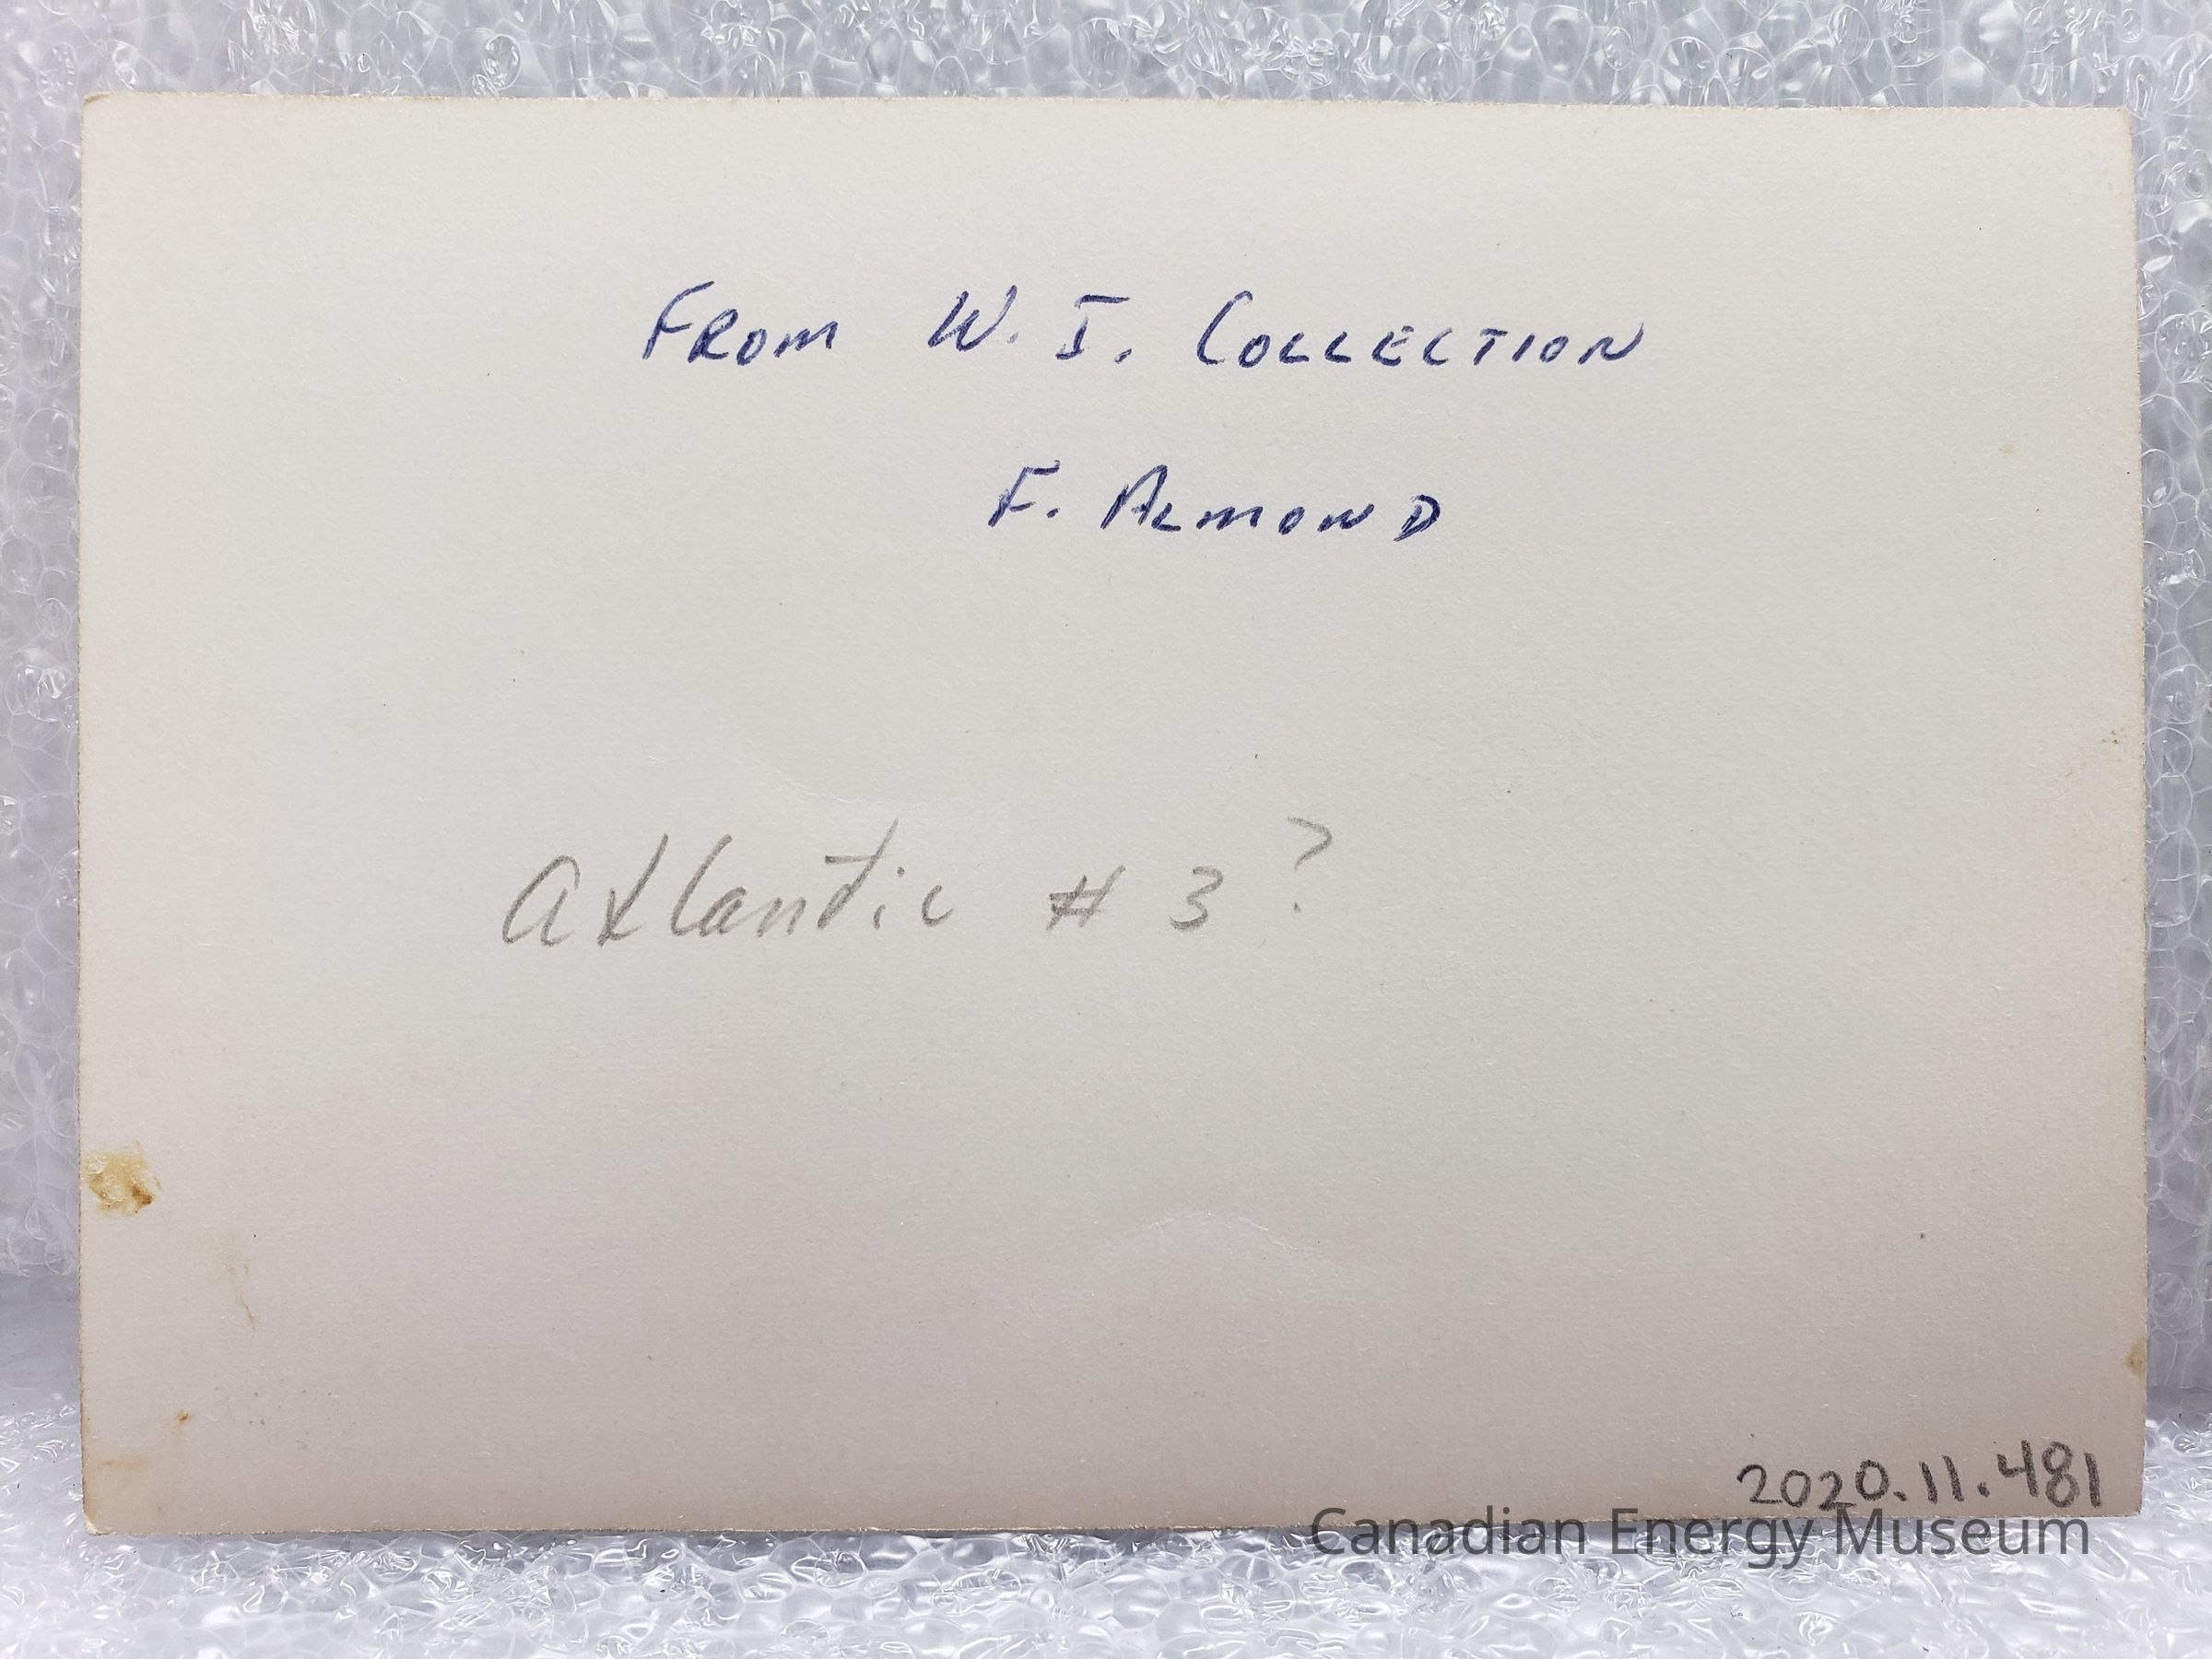 FROM W. I. COLLECTION
F. ALMOND
Atlantic # 3 ?
2020.11.481
Canadian Energy Museum